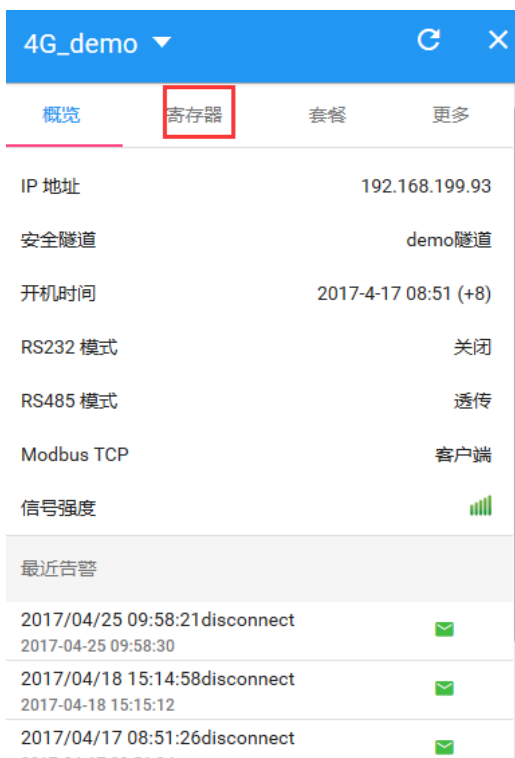 4G_demo
概览 寄存器 套餐 更多
IP 地址 192.168.199.93
安全隧道 demo隧道
开机时间 2017-4-17 08:51 (+8)
RS232 模式 关闭
RS485 模式 透传
Modbus TCP 客户端
信号强度
最近告警
2017/04/25 09:58:21disconnect
2017-04-25 09:58:30
2017/04/18 15:14:58disconnect
2017-04-18 15:15:12
2017/04/17 08:51:26disconnect